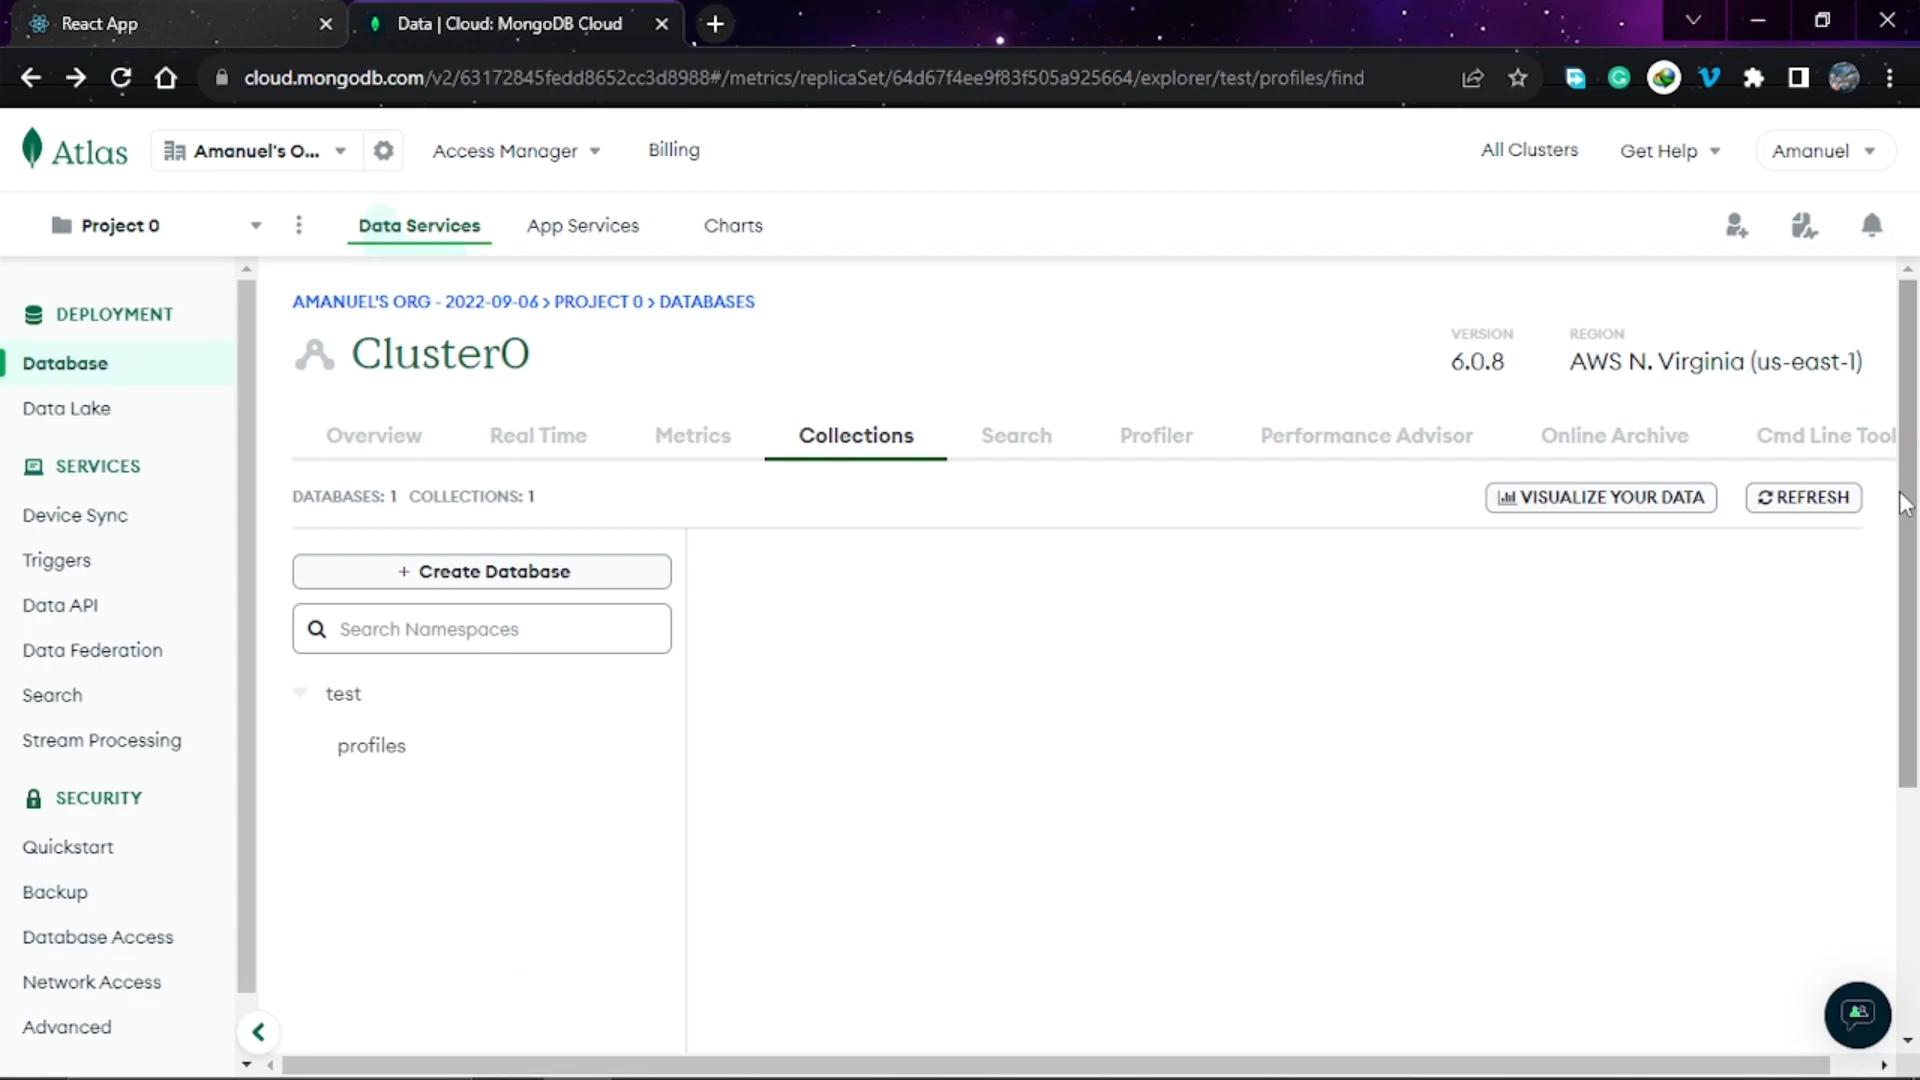 React App
Data | Cloud: MongoDB Cloud
cloud.mongodb.com/v2/63172845fedd8652cc3d8988#/metrics/replicaSet/64d67f4ee9f83f505a925664/explorer/test/profiles/find
Atlas
Amanuel's O...
Access Manager
Billing
All Clusters
Get Help
Amanuel
Project 0
Data Services
App Services
Charts
DEPLOYMENT
Database
Data Lake
SERVICES
Device Sync
Triggers
Data API
Data Federation
Search
Stream Processing
SECURITY
Quickstart
Backup
Database Access
Network Access
Advanced
AMANUEL'S ORG - 2022-09-06 > PROJECT 0 > DATABASES
Cluster0
VERSION
6.0.8
REGION
AWS N. Virginia (us-east-1)
Overview
Real Time
Metrics
Collections
Search
Profiler
Performance Advisor
Online Archive
Cmd Line Tool
DATABASES: 1 COLLECTIONS: 1
VISUALIZE YOUR DATA
REFRESH
+ Create Database
Search Namespaces
test
profiles